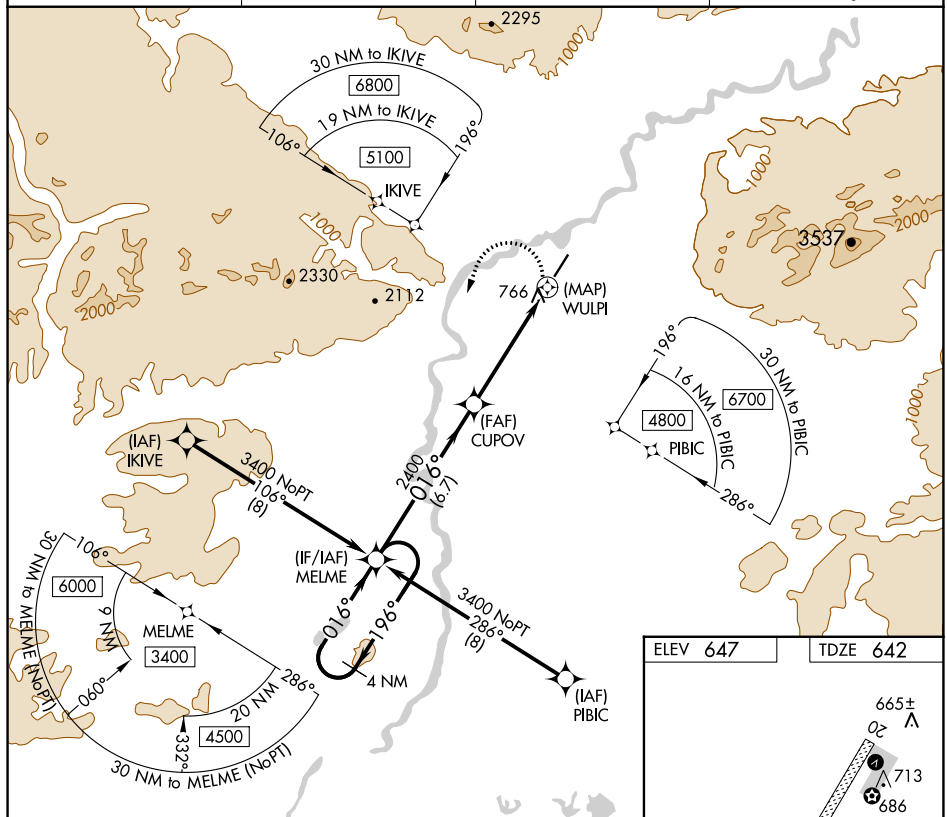 2295
1000
30 NM to IKIVE
6800
19 NM to IKIVE
106°
196°
5100
IKIVE
1000
2330
2112
2000
1000
2000
3537
1000
766
(MAP)
WULPI
(FAF)
CUPOV
196°
30 NM to PIBIC
16 NM to PIBIC
6700
4800
PIBIC
286°
(IAF)
IKIVE
3400 NoPT
106°
(8)
2400
016°
(6.7)
(IF/IAF)
MELME
016°
196°
4 NM
3400 NoPT
286°
(8)
(IAF)
PIBIC
30 NM to MELME (NoPT)
106°
6000
9 NM
MELME
3400
060°
286°
20 NM
4500
332°
30 NM to MELME (NoPT)
ELEV 647
TDZE 642
665±
20
713
686